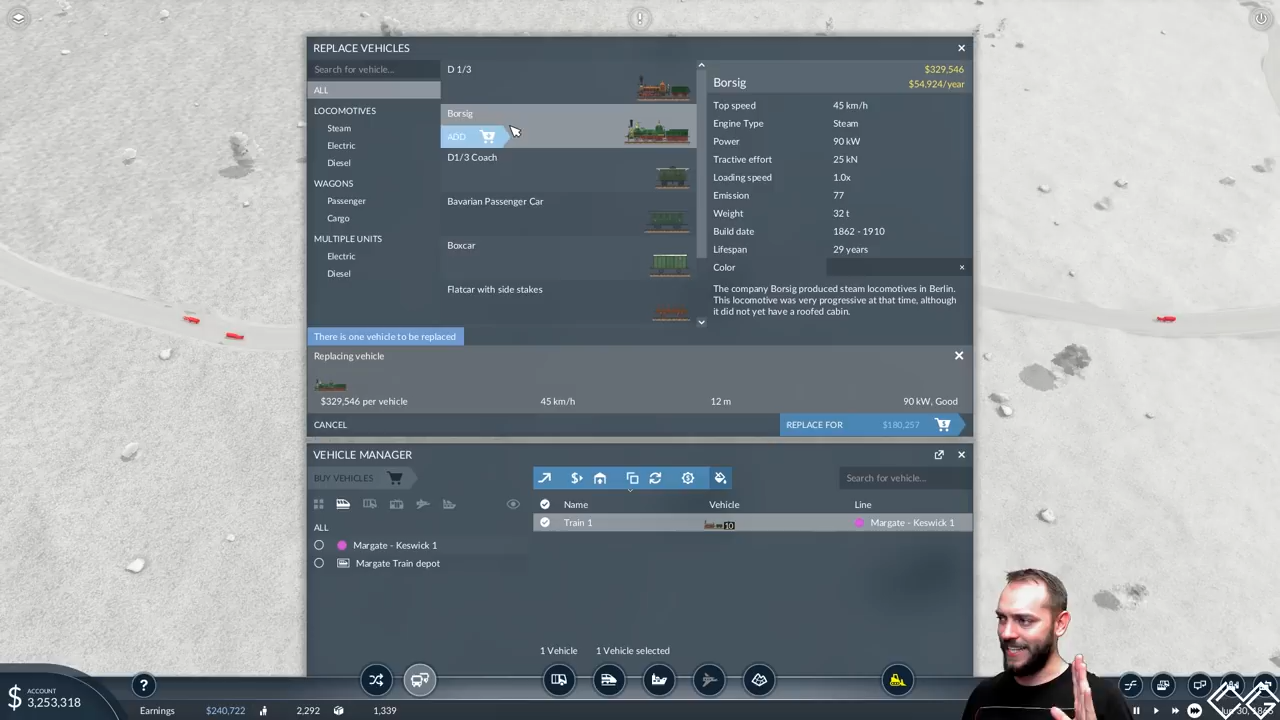 REPLACE VEHICLES
Search for vehicle...
ALL
LOCOMOTIVES
Steam
Electric
Diesel
WAGONS
Passenger
Cargo
MULTIPLE UNITS
Electric
Diesel
D 1/3
Borsig
ADD
D1/3 Coach
Bavarian Passenger Car
Boxcar
Flatcar with side stakes
$329,546
Borsig
$54,924/year
Top speed 45 km/h
Engine Type Steam
Power 90 kW
Tractive effort 25 kN
Loading speed 1.0x
Emission 77
Weight 32 t
Build date 1862 - 1910
Lifespan 29 years
Color
The company Borsig produced steam locomotives in Berlin.
This locomotive was very progressive at that time, although
it did not yet have a roofed cabin.
There is one vehicle to be replaced
Replacing vehicle
$329,546 per vehicle 45 km/h 12 m 90 kW, Good
CANCEL REPLACE FOR $180,257
VEHICLE MANAGER
BUY VEHICLES
Search for vehicle...
ALL
Margate - Keswick 1
Margate Train depot
Name Vehicle Line
Train 1 10 Margate - Keswick 1
1 Vehicle 1 Vehicle selected
$ ACCOUNT
3,253,318
?
Earnings $240,722 2,292 1,339